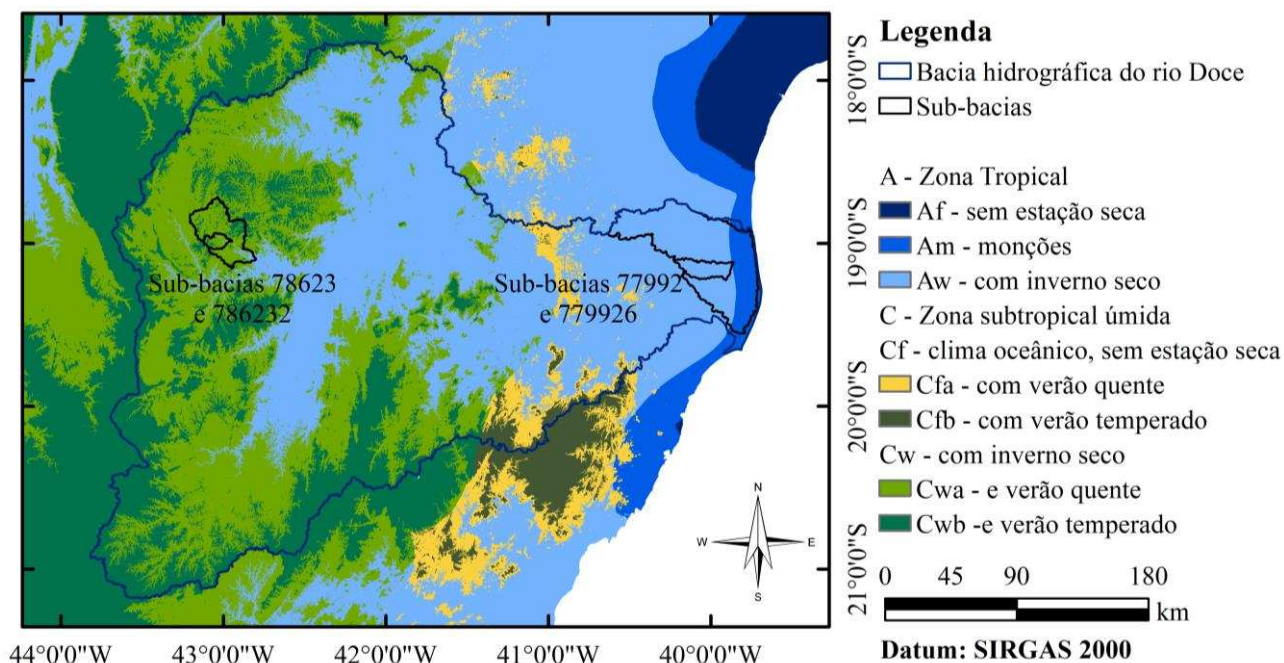 Sub-bacias 78623
e 786232
Sub-bacias 77992
e 779926
44°0'0"W
43°0'0"W
42°0'0"W
41°0'0"W
40°0'0"W
18°0'0"S
19°0'0"S
20°0'0"S
21°0'0"S
N
W
E
S
Legenda
Bacia hidrográfica do rio Doce
Sub-bacias
A - Zona Tropical
Af - sem estação seca
Am - monções
Aw - com inverno seco
C - Zona subtropical úmida
Cf - clima oceânico, sem estação seca
Cfa - com verão quente
Cfb - com verão temperado
Cw - com inverno seco
Cwa - e verão quente
Cwb -e verão temperado
0 45 90 180
km
Datum: SIRGAS 2000